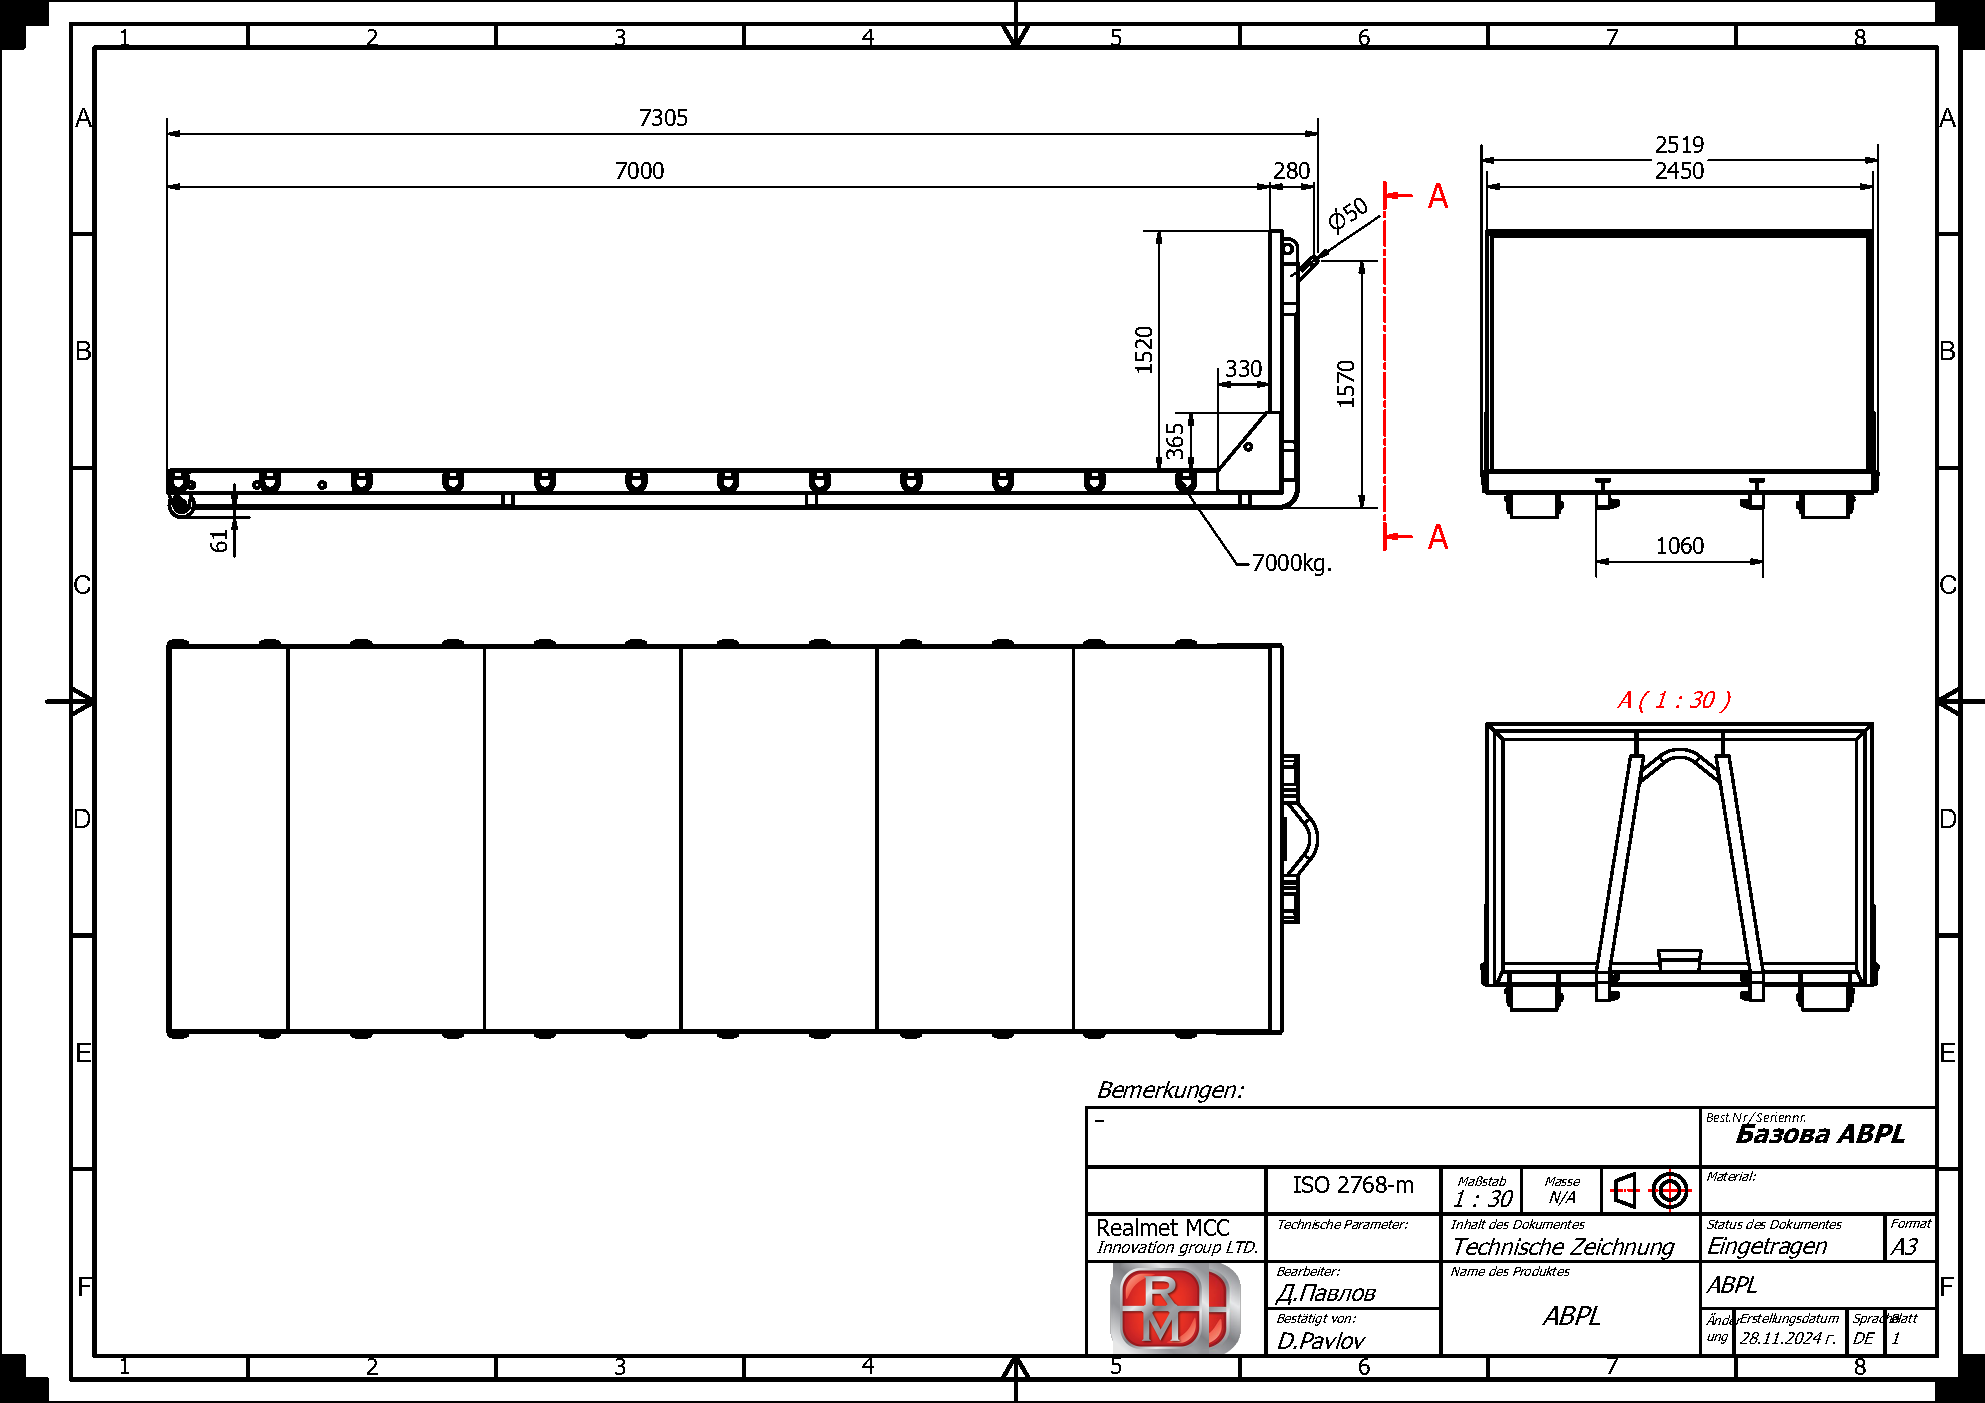 1 2 3 4 5 6 7 8
A A
7305
2519
7000 280 2450
A
Ø50
B B
1520
330
1570
365
61
A
1060
7000kg.
C C
A ( 1 : 30 )
D D
E E
Bemerkungen:
–
Best.Nr./Seriennr.
Базова ABPL
ISO 2768-m
Maßstab
1 : 30
Masse
N/A
Material:
Realmet MCC
Innovation group LTD.
Technische Parameter:
Inhalt des Dokumentes
Technische Zeichnung
Status des Dokumentes
Eingetragen
Format
A3
RM
Bearbeiter:
Д.Павлов
Name des Produktes
ABPL
ABPL
Bestätigt von:
D.Pavlov
Änderung
Erstellungsdatum
28.11.2024 г.
Sprache
DE
Blatt
1
F F
1 2 3 4 5 6 7 8